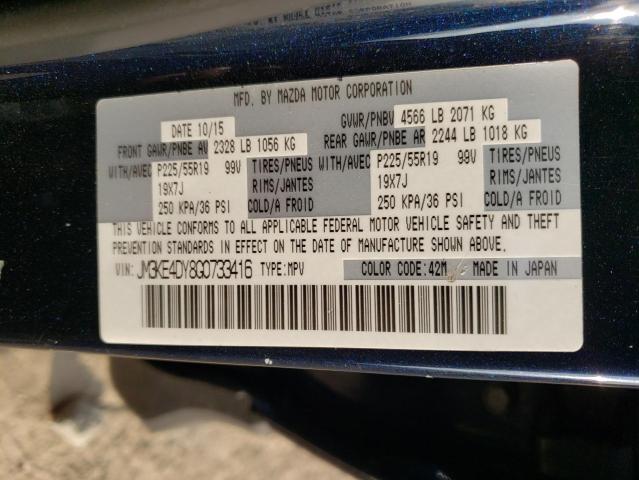 MFD. BY MAZDA MOTOR CORPORATION
DATE 10/15 GVWR/PNBV 4566 LB 2071 KG
FRONT GAWR/PNBE AV 2328 LB 1056 KG REAR GAWR/PNBE AR 2244 LB 1018 KG
WITH/AVEC P225/55R19 99V TIRES/PNEUS WITH/AVEC P225/55R19 99V TIRES/PNEUS
19X7J RIMS/JANTES 19X7J RIMS/JANTES
250 KPA/36 PSI COLD/A FROID 250 KPA/36 PSI COLD/A FROID
THIS VEHICLE CONFORMS TO ALL APPLICABLE FEDERAL MOTOR VEHICLE SAFETY AND THEFT
PREVENTION STANDARDS IN EFFECT ON THE DATE OF MANUFACTURE SHOWN ABOVE.
VIN: JM3KE4DY8G0733416 TYPE:MPV COLOR CODE:42M MADE IN JAPAN